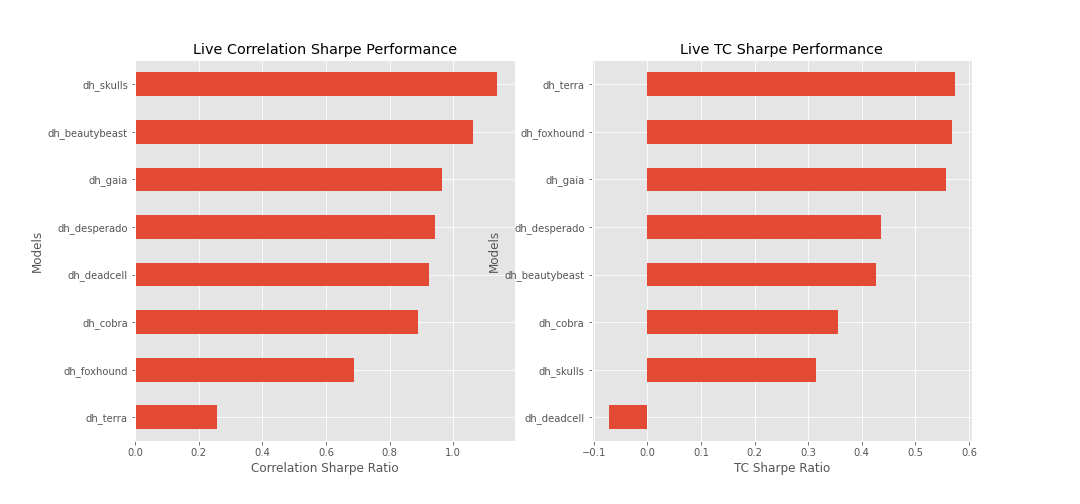 Live Correlation Sharpe Performance
Models
dh_skulls
dh_beautybeast
dh_gaia
dh_desperado
dh_deadcell
dh_cobra
dh_foxhound
dh_terra
0.0 0.2 0.4 0.6 0.8 1.0
Correlation Sharpe Ratio
Live TC Sharpe Performance
Models
dh_terra
dh_foxhound
dh_gaia
dh_desperado
dh_beautybeast
dh_cobra
dh_skulls
dh_deadcell
−0.1 0.0 0.1 0.2 0.3 0.4 0.5 0.6
TC Sharpe Ratio